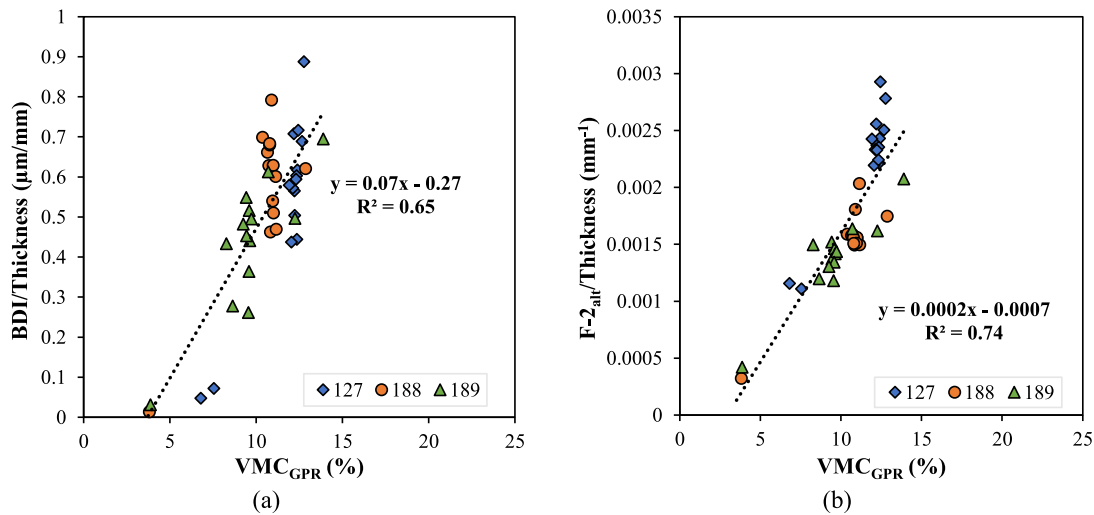 1
0.9
0.8
0.7
0.6
0.5
0.4
0.3
0.2
0.1
0
BDI/Thickness (μm/mm)
y = 0.07x - 0.27
R² = 0.65
127 188 189
0 5 10 15 20 25
VMC_GPR (%)
(a)
0.0035
0.003
0.0025
0.002
0.0015
0.001
0.0005
0
F-2_alt/Thickness (mm⁻¹)
y = 0.0002x - 0.0007
R² = 0.74
127 188 189
0 5 10 15 20 25
VMC_GPR (%)
(b)